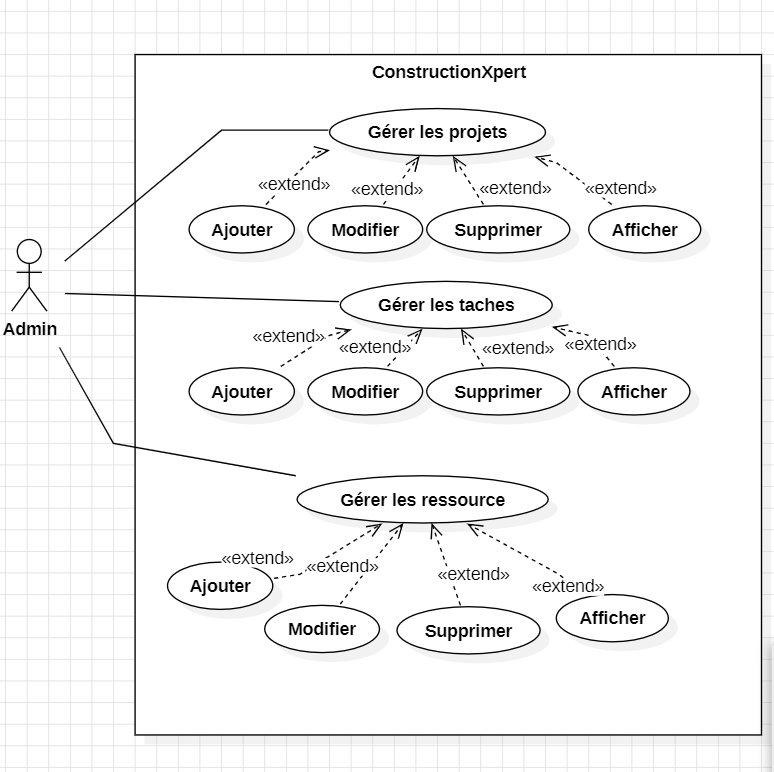 ConstructionXpert
Gérer les projets
«extend» «extend» «extend» «extend»
Ajouter Modifier Supprimer Afficher
Admin
Gérer les taches
«extend» «extend» «extend» «extend»
Ajouter Modifier Supprimer Afficher
Gérer les ressource
«extend» «extend» «extend» «extend»
Ajouter Modifier Supprimer Afficher